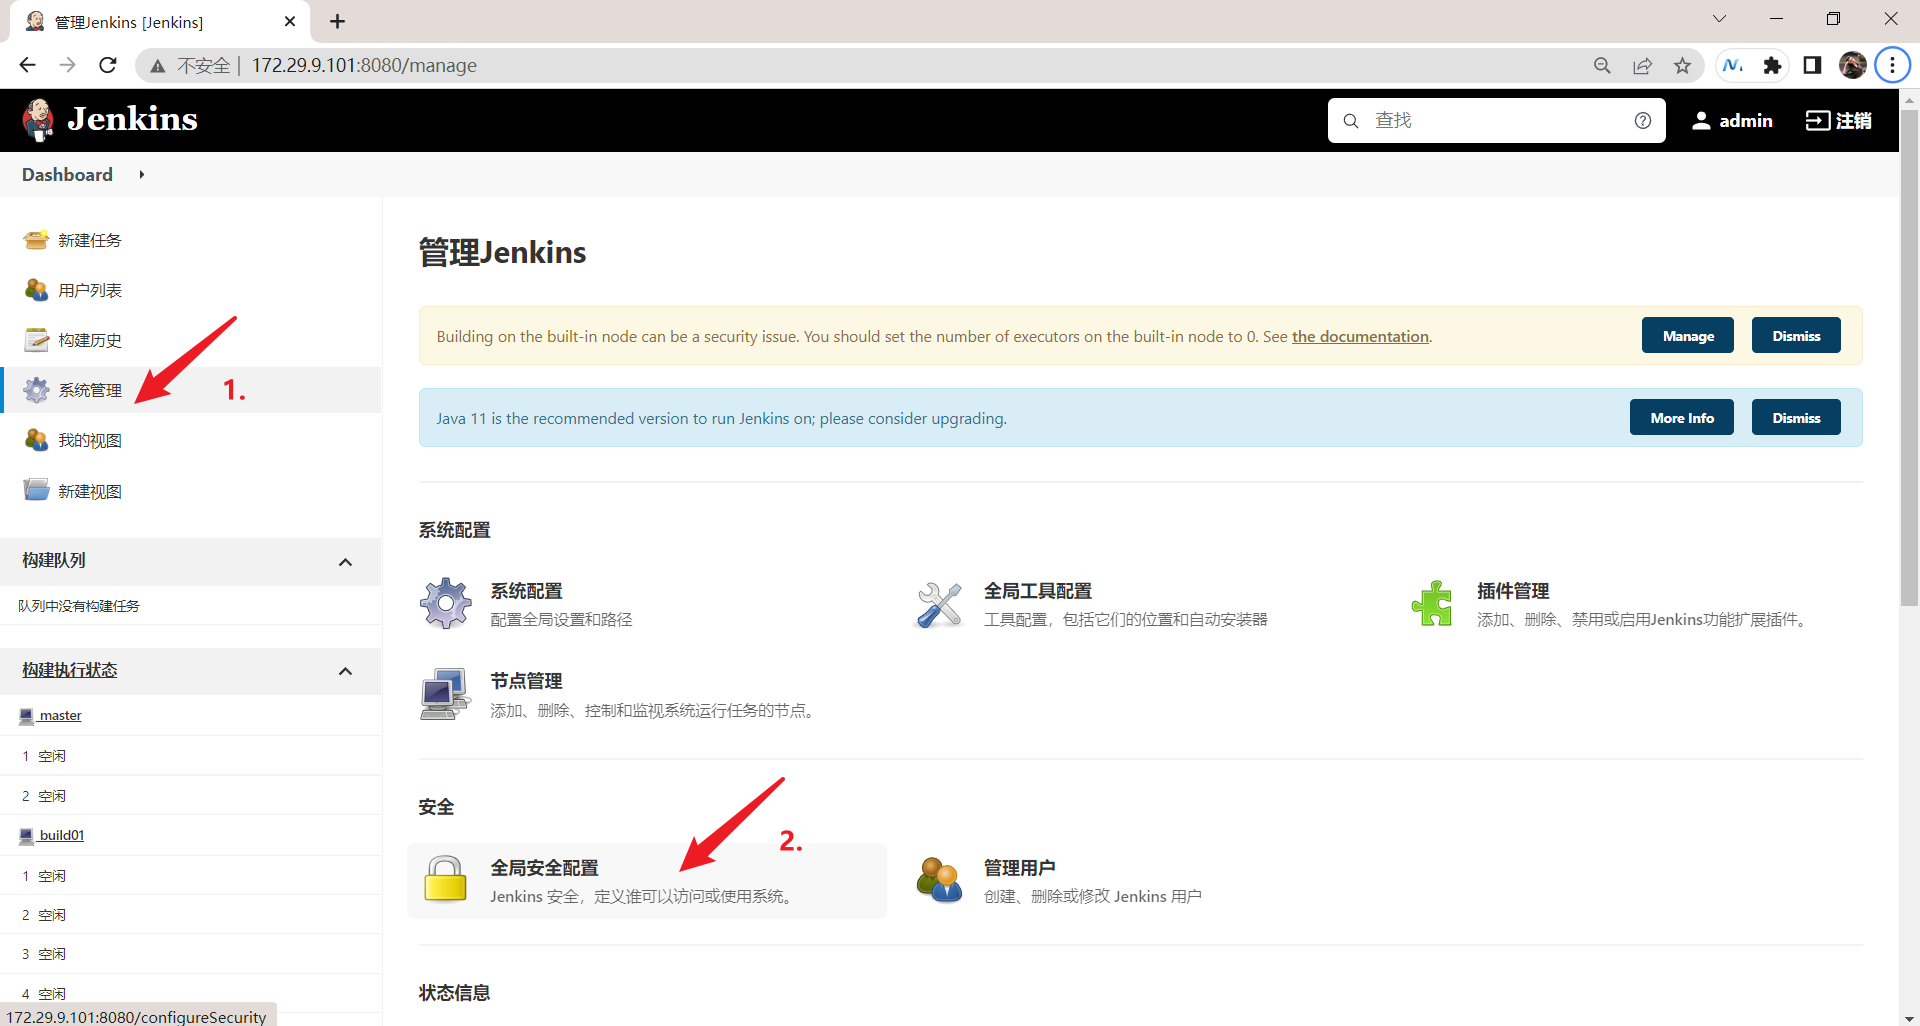 管理Jenkins [Jenkins]
不安全 | 172.29.9.101:8080/manage
Jenkins
查找
admin
注销
Dashboard
新建任务
用户列表
构建历史
系统管理
1.
我的视图
新建视图
构建队列
队列中没有构建任务
构建执行状态
master
1 空闲
2 空闲
build01
1 空闲
2 空闲
3 空闲
4 空闲
172.29.9.101:8080/configureSecurity
管理Jenkins
Building on the built-in node can be a security issue. You should set the number of executors on the built-in node to 0. See the documentation.
Manage
Dismiss
Java 11 is the recommended version to run Jenkins on; please consider upgrading.
More Info
Dismiss
系统配置
系统配置
配置全局设置和路径
全局工具配置
工具配置，包括它们的位置和自动安装器
插件管理
添加、删除、禁用或启用Jenkins功能扩展插件。
节点管理
添加、删除、控制和监视系统运行任务的节点。
安全
2.
全局安全配置
Jenkins 安全，定义谁可以访问或使用系统。
管理用户
创建、删除或修改 Jenkins 用户
状态信息